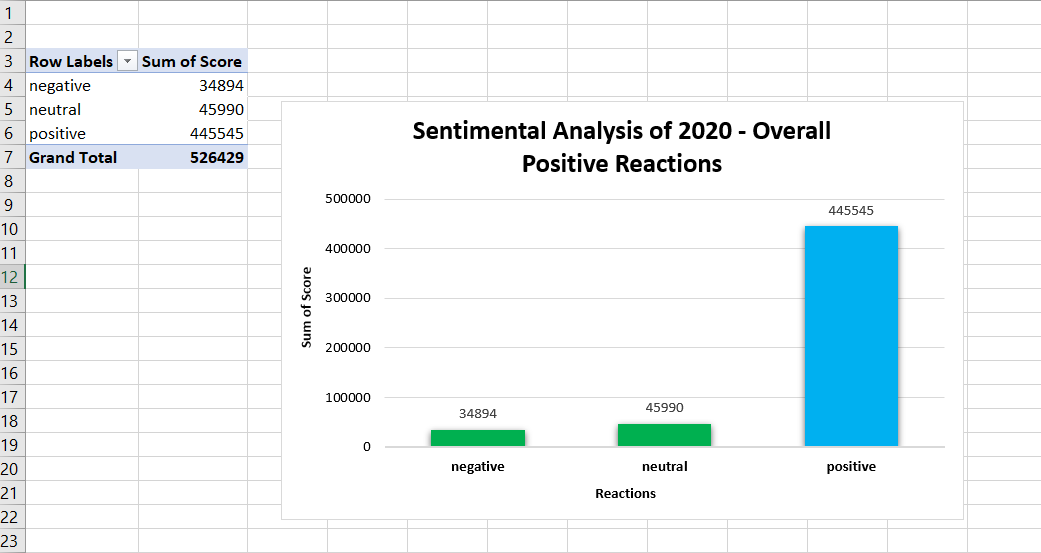 1
2
3 Row Labels Sum of Score
4 negative 34894
5 neutral 45990
6 positive 445545
7 Grand Total 526429
8
9
10
11
12
13
14
15
16
17
18
19
20
21
22
23
Sentimental Analysis of 2020 - Overall
Positive Reactions
Sum of Score
500000
400000
300000
200000
100000
0
34894
45990
445545
negative neutral positive
Reactions